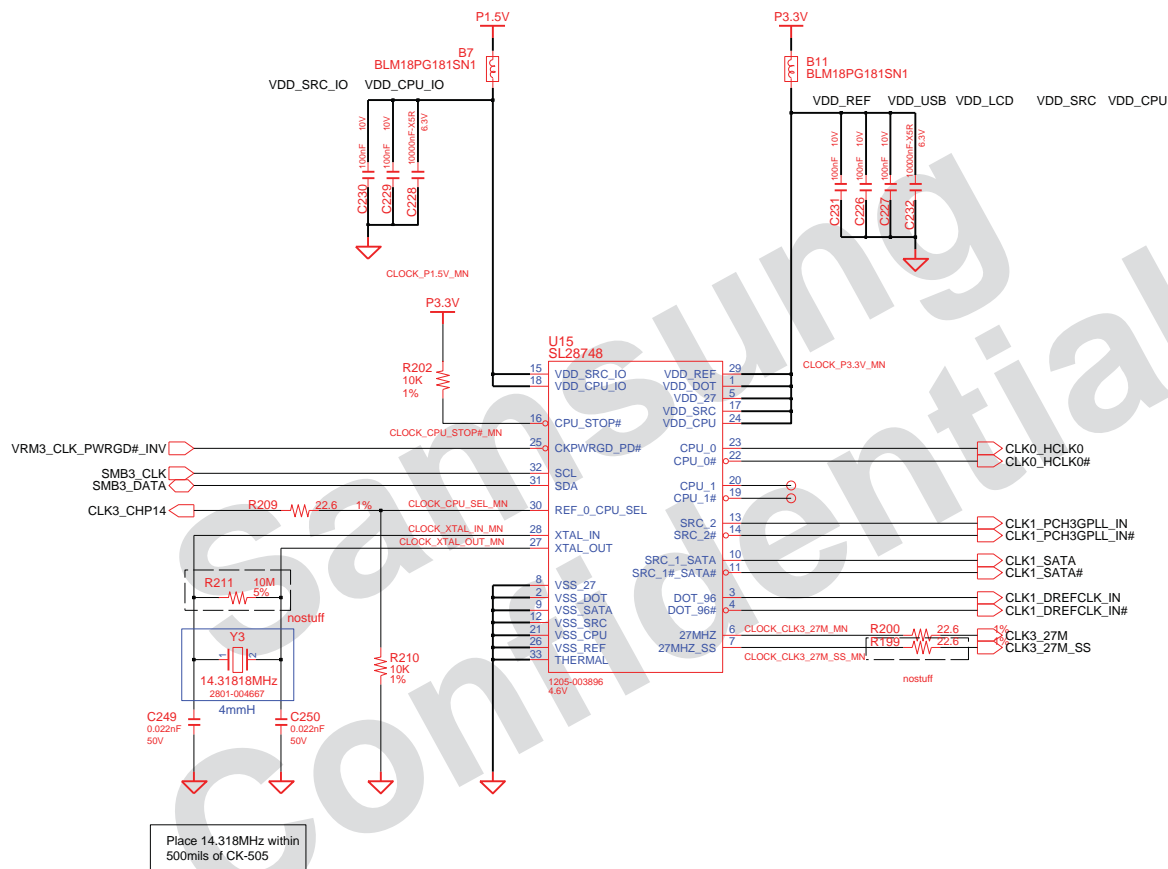 P1.5V
P3.3V
B7
BLM18PG181SN1
B11
BLM18PG181SN1
VDD_SRC_IO VDD_CPU_IO
VDD_REF VDD_USB VDD_LCD VDD_SRC VDD_CPU
C230 100nF 10V
C229 100nF 10V
C228 10000nF-X5R 6.3V
C231 100nF 10V
C226 100nF 10V
C227 100nF 10V
C232 10000nF-X5R 6.3V
CLOCK_P1.5V_MN
P3.3V
R202
10K
1%
U15
SL28748
CLOCK_P3.3V_MN
15 VDD_SRC_IO
18 VDD_CPU_IO
16 CPU_STOP#
CLOCK_CPU_STOP#_MN
VRM3_CLK_PWRGD#_INV 25 CKPWRGD_PD#
SMB3_CLK 32 SCL
SMB3_DATA 31 SDA
CLK3_CHP14 R209 22.6 1% CLOCK_CPU_SEL_MN 30 REF_0_CPU_SEL
CLOCK_XTAL_IN_MN 28 XTAL_IN
CLOCK_XTAL_OUT_MN 27 XTAL_OUT
8 VSS_27
2 VSS_DOT
9 VSS_SATA
12 VSS_SRC
21 VSS_CPU
26 VSS_REF
33 THERMAL
VDD_REF 29
VDD_DOT 1
VDD_27 5
VDD_SRC 17
VDD_CPU 24
CPU_0 23 CLK0_HCLK0
CPU_0# 22 CLK0_HCLK0#
CPU_1 20
CPU_1# 19
SRC_2 13 CLK1_PCH3GPLL_IN
SRC_2# 14 CLK1_PCH3GPLL_IN#
SRC_1_SATA 10 CLK1_SATA
SRC_1#_SATA# 11 CLK1_SATA#
DOT_96 3 CLK1_DREFCLK_IN
DOT_96# 4 CLK1_DREFCLK_IN#
27MHZ 6 CLOCK_CLK3_27M_MN R200 22.6 1% CLK3_27M
27MHZ_SS 7 CLOCK_CLK3_27M_SS_MN R199 22.6 1% CLK3_27M_SS
nostuff
1205-003896
4.6V
R211 10M
5%
nostuff
Y3
1 2
14.31818MHz
2801-004667
4mmH
R210
10K
1%
C249
0.022nF
50V
C250
0.022nF
50V
Place 14.318MHz within
500mils of CK-505
Samsung
Confidential